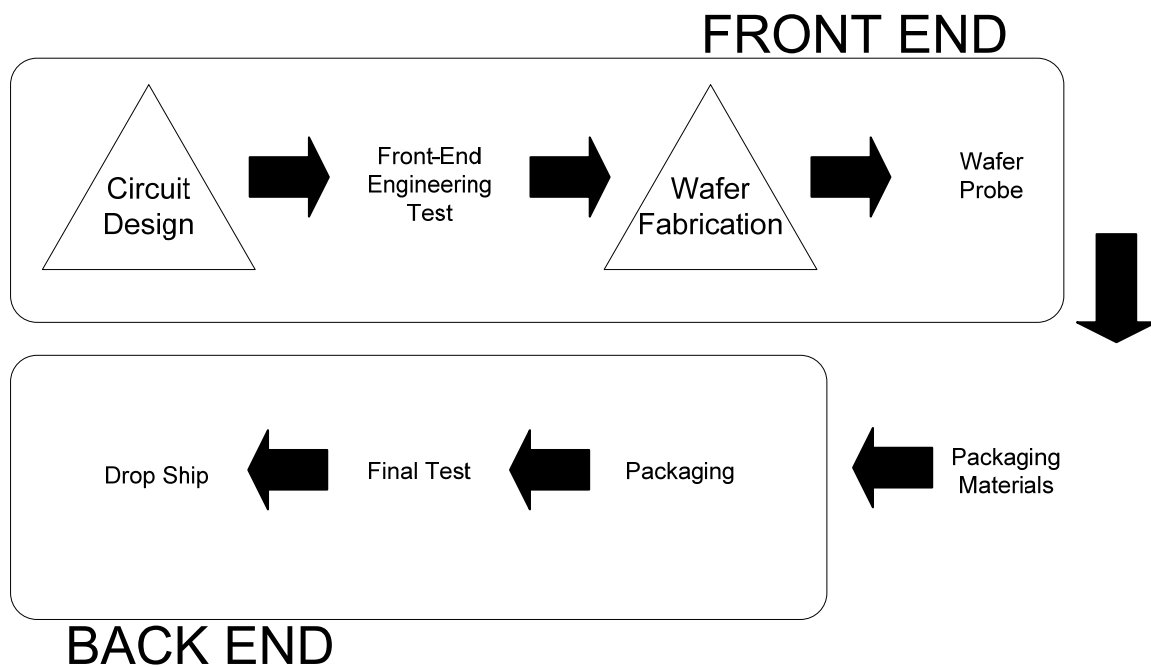 FRONT END
Circuit
Design
Front-End
Engineering
Test
Wafer
Fabrication
Wafer
Probe
Packaging
Materials
Packaging
Final Test
Drop Ship
BACK END